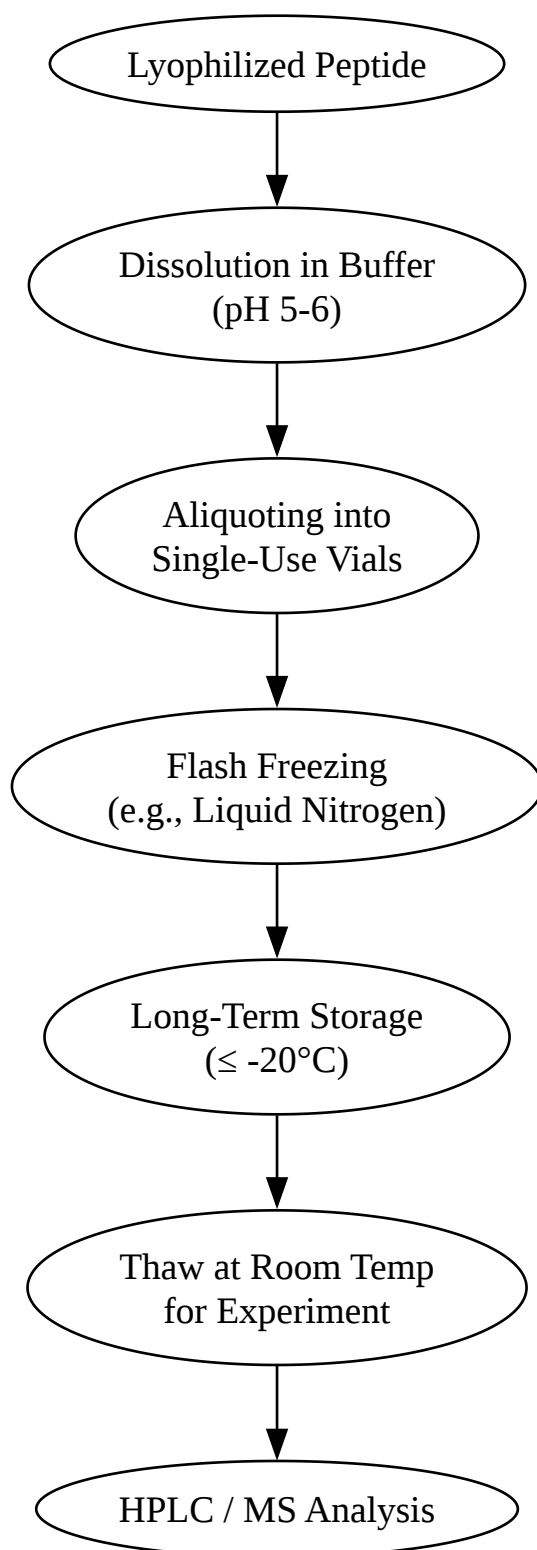 Lyophilized Peptide
Dissolution in Buffer
(pH 5-6)
Aliquoting into
Single-Use Vials
Flash Freezing
(e.g., Liquid Nitrogen)
Long-Term Storage
(≤ -20°C)
Thaw at Room Temp
for Experiment
HPLC / MS Analysis